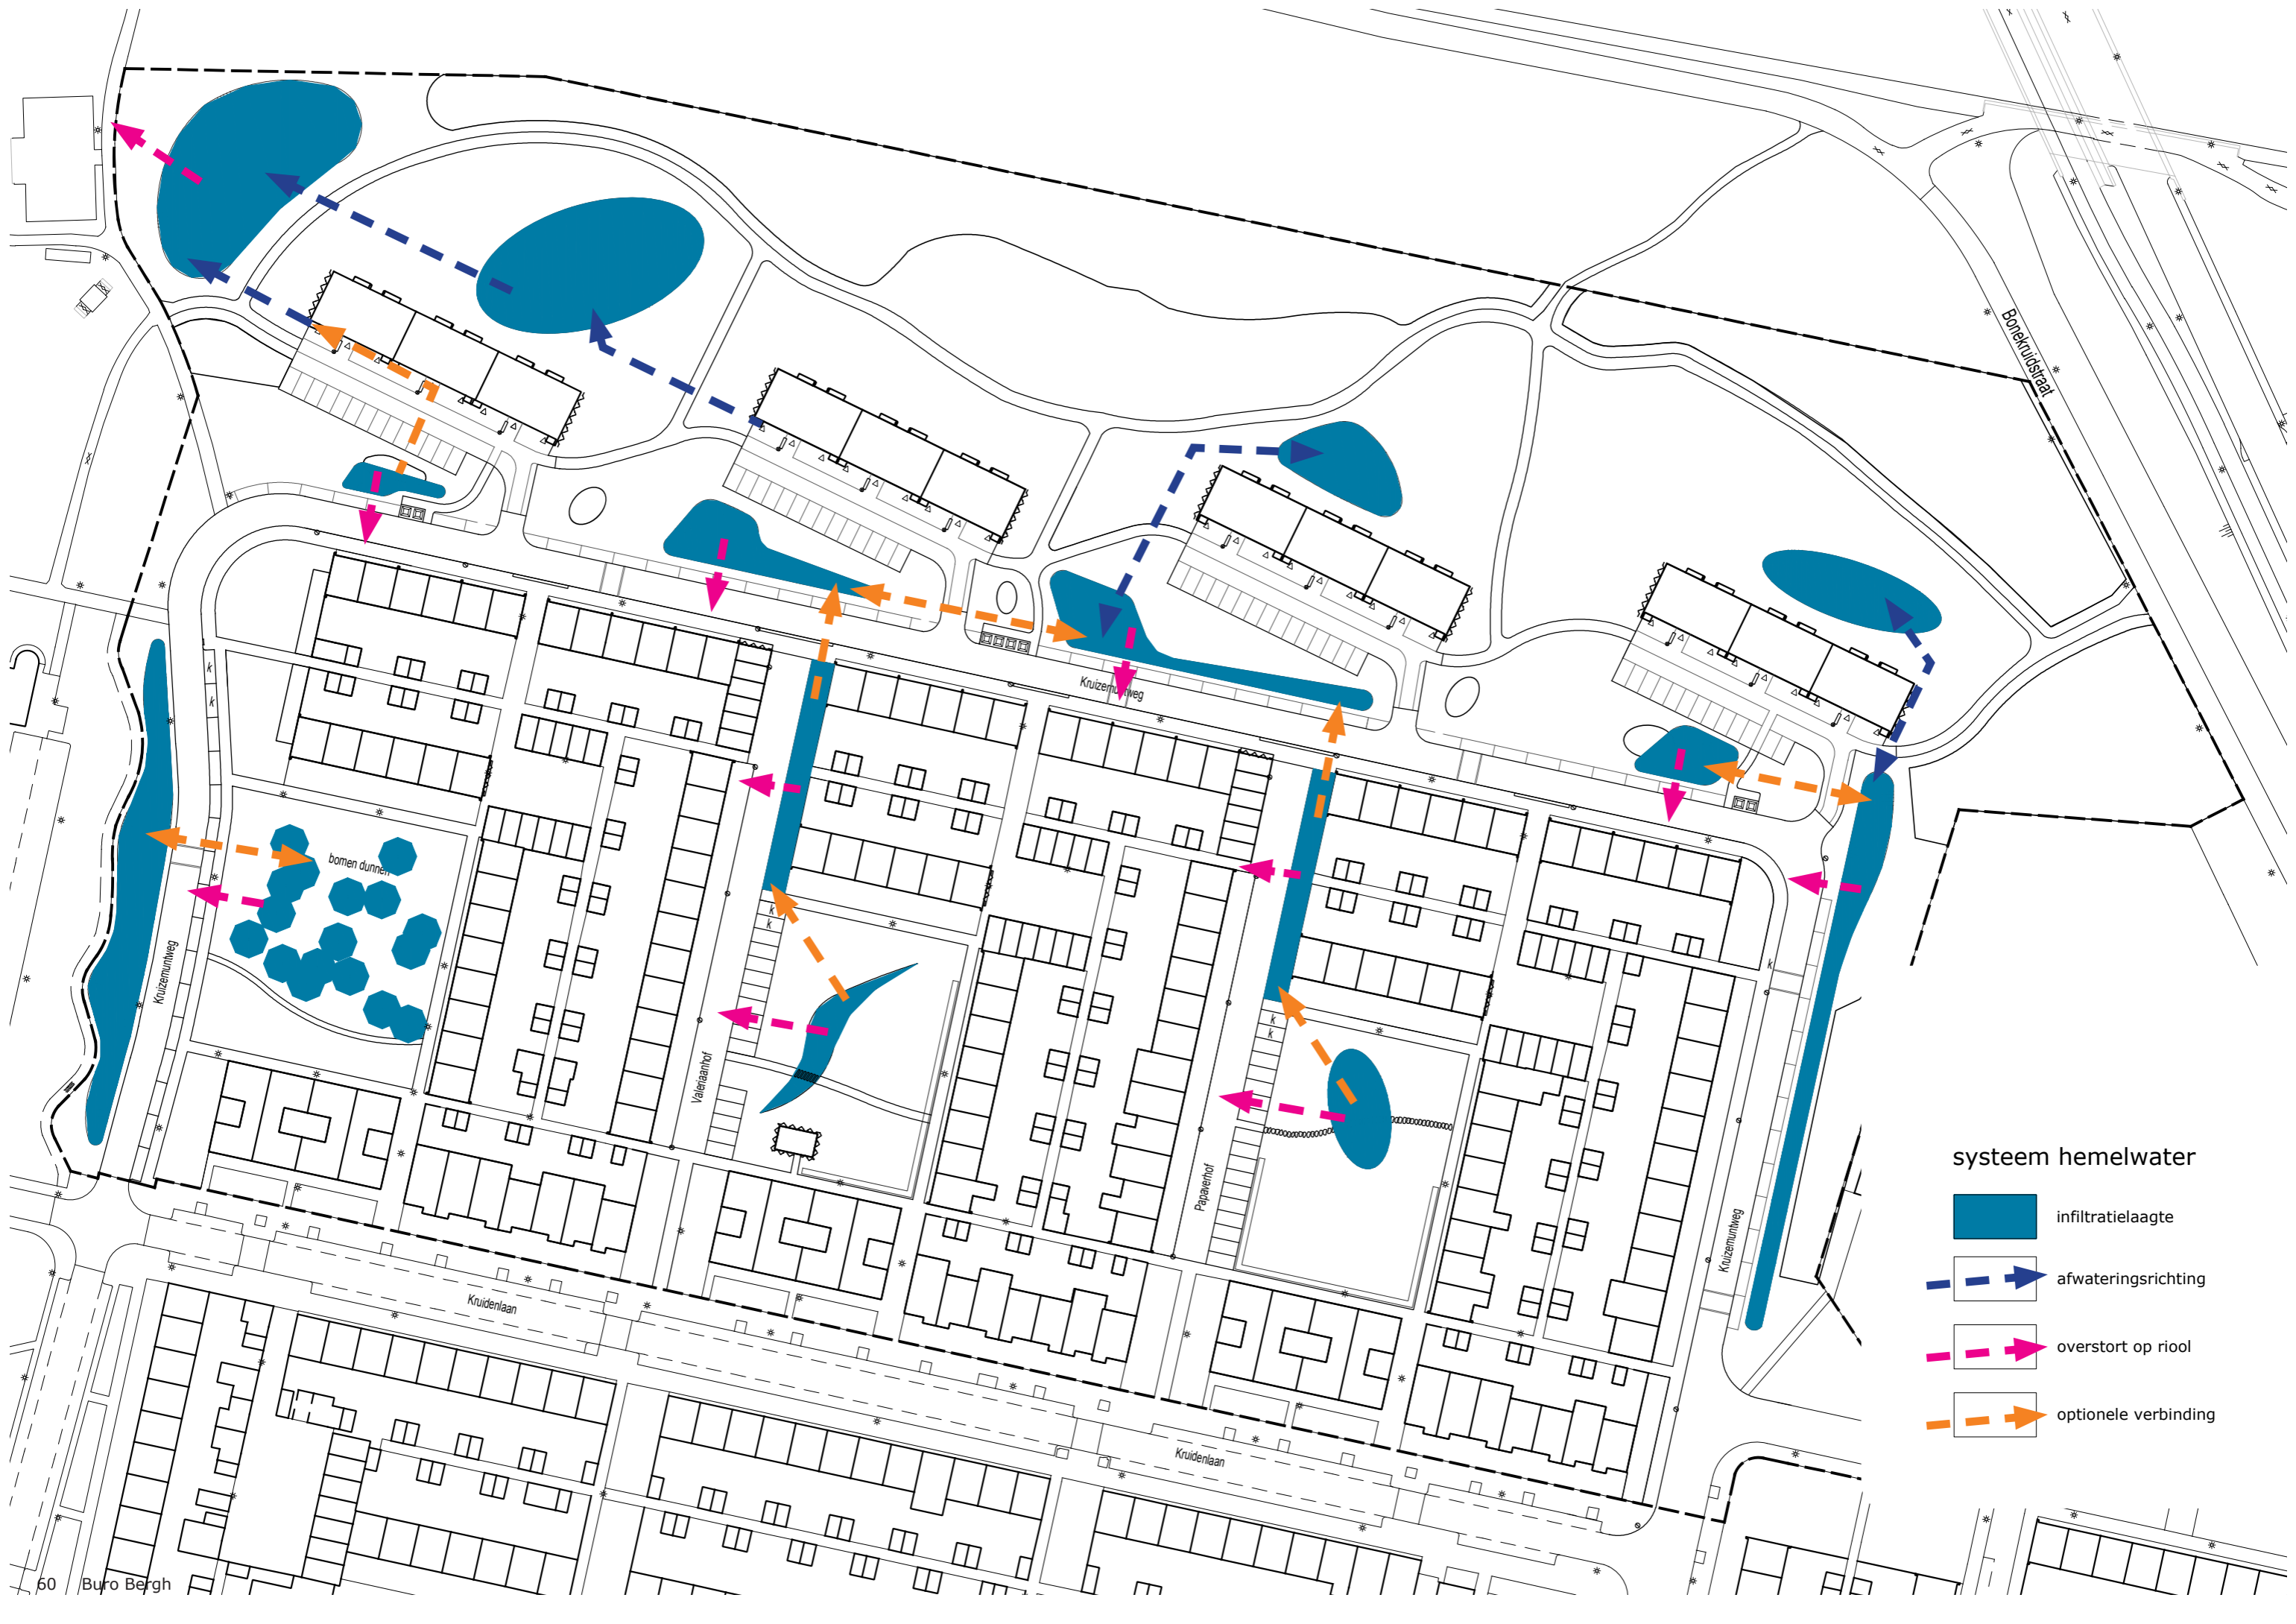 Bonekruidstraat
Kruizemuntweg
k
k
bomen dunnen
k
k
Kruizemuntweg
k
k
k
Valeriaanhof
Papaverhof
Kruizemuntweg
Kruidenlaan
Kruidenlaan
systeem hemelwater
infiltratielaagte
afwateringsrichting
overstort op riool
optionele verbinding
60 Buro Bergh